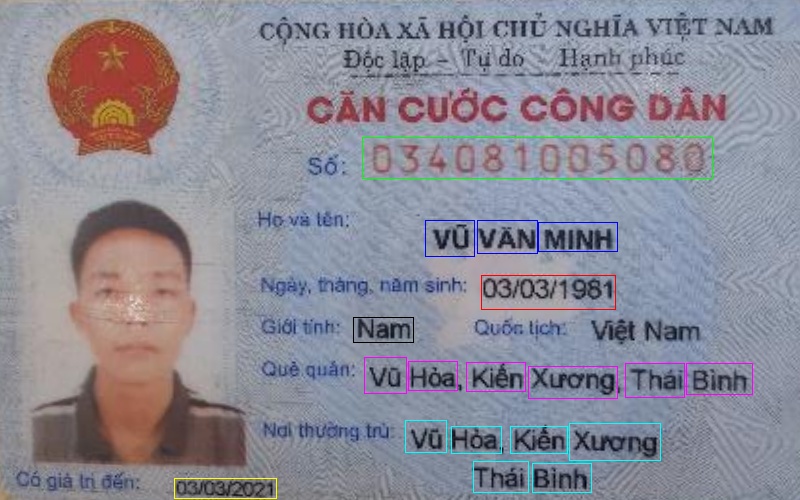 CỘNG HÒA XÃ HỘI CHỦ NGHĨA VIỆT NAM
Độc lập - Tự do - Hạnh phúc
CĂN CƯỚC CÔNG DÂN
Số: 034081005080
Họ và tên:
VŨ VĂN MINH
Ngày, tháng, năm sinh: 03/03/1981
Giới tính: Nam Quốc tịch: Việt Nam
Quê quán: Vũ Hòa, Kiến Xương, Thái Bình
Nơi thường trú: Vũ Hòa, Kiến Xương
Thái Bình
Có giá trị đến: 03/03/2021